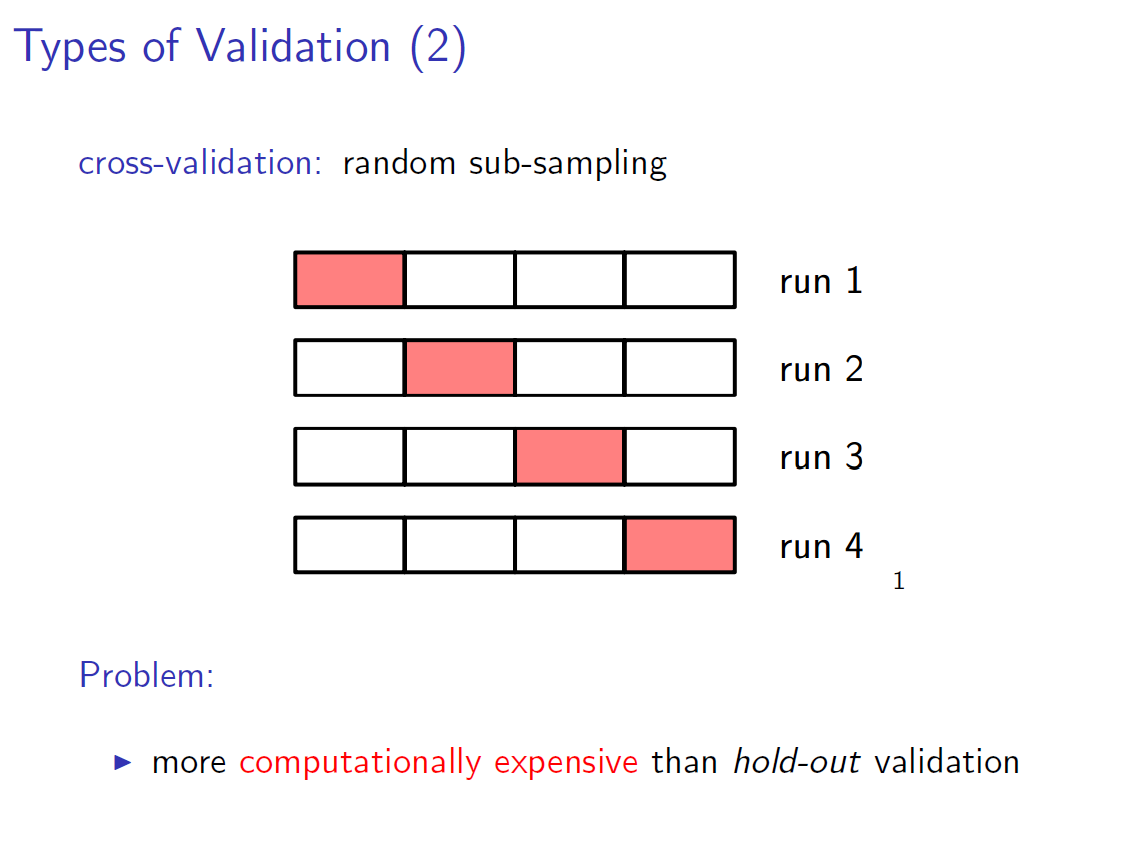 Types of Validation (2)
cross-validation: random sub-sampling
run 1
run 2
run 3
run 4
1
Problem:
▶ more computationally expensive than hold-out validation